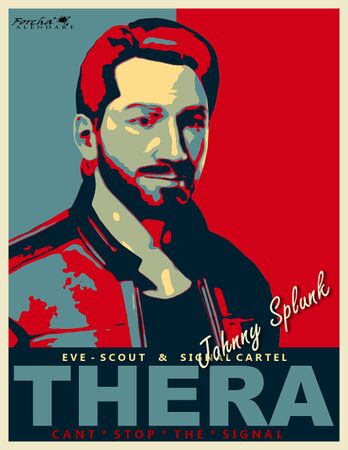 Forcha
ALENDARE
Johnny Splunk
EVE-SCOUT & SIGNAL CARTEL
THERA
CANT * STOP * THE * SIGNAL